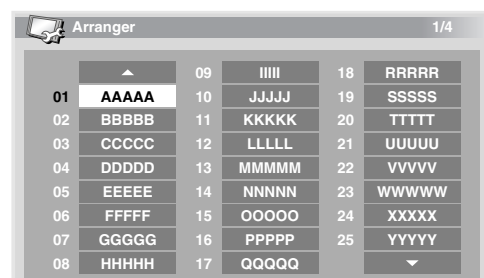 Arranger 1/4
09 IIIII 18 RRRRR
01 AAAAA 10 JJJJJ 19 SSSSS
02 BBBBB 11 KKKKK 20 TTTTT
03 CCCCC 12 LLLLL 21 UUUUU
04 DDDDD 13 MMMMM 22 VVVVV
05 EEEEE 14 NNNNN 23 WWWWW
06 FFFFF 15 OOOOO 24 XXXXX
07 GGGGG 16 PPPPP 25 YYYYY
08 HHHHH 17 QQQQQ